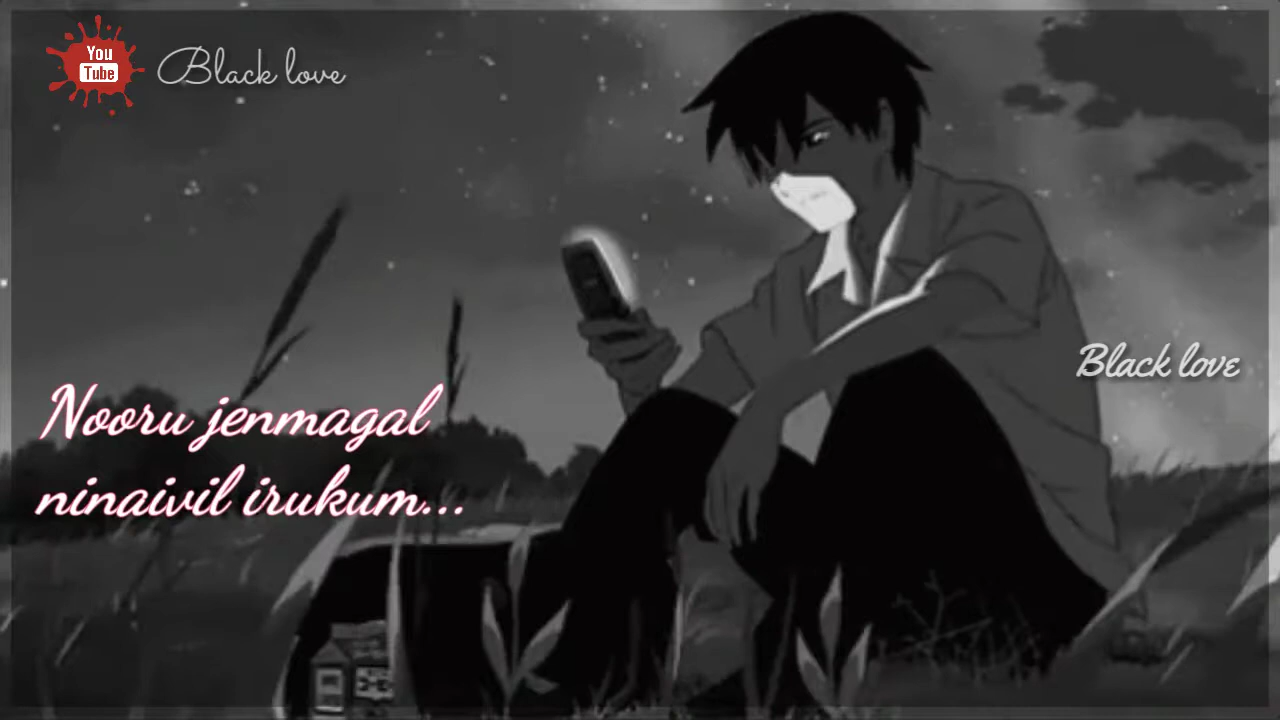 You
Tube
Black love
Black love
Nooru jenmagal
ninaivil irukum...